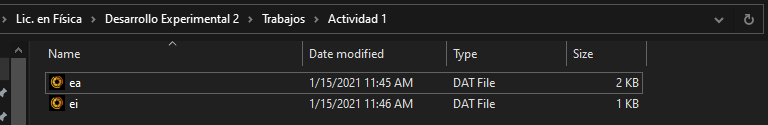 Lic. en Física > Desarrollo Experimental 2 > Trabajos > Actividad 1
Name Date modified Type Size
ea 1/15/2021 11:45 AM DAT File 2 KB
ei 1/15/2021 11:46 AM DAT File 1 KB